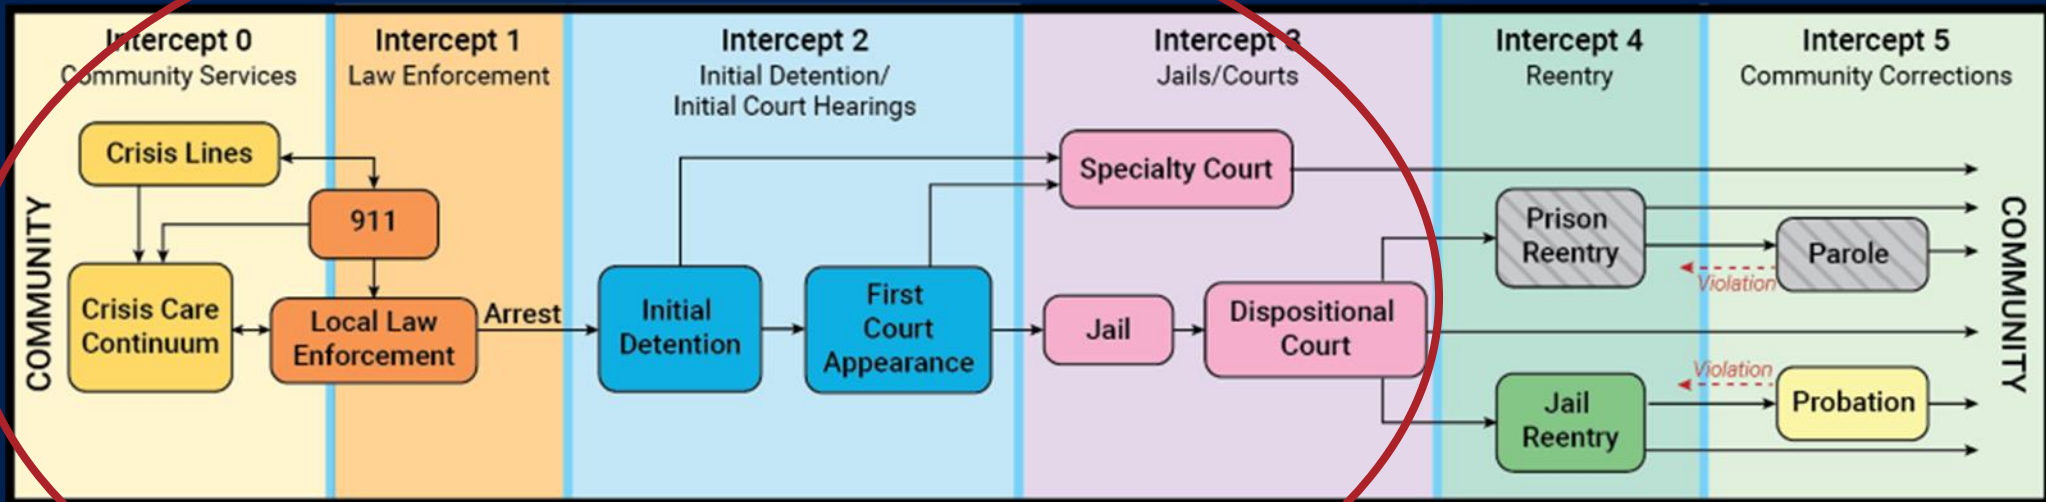 Intercept 0
Community Services
Intercept 1
Law Enforcement
Intercept 2
Initial Detention/
Initial Court Hearings
Intercept 3
Jails/Courts
Intercept 4
Reentry
Intercept 5
Community Corrections
COMMUNITY
Crisis Lines
911
Crisis Care
Continuum
Local Law
Enforcement
Arrest
Initial
Detention
First
Court
Appearance
Specialty Court
Jail
Dispositional
Court
Prison
Reentry
Parole
Violation
Jail
Reentry
Violation
Probation
COMMUNITY